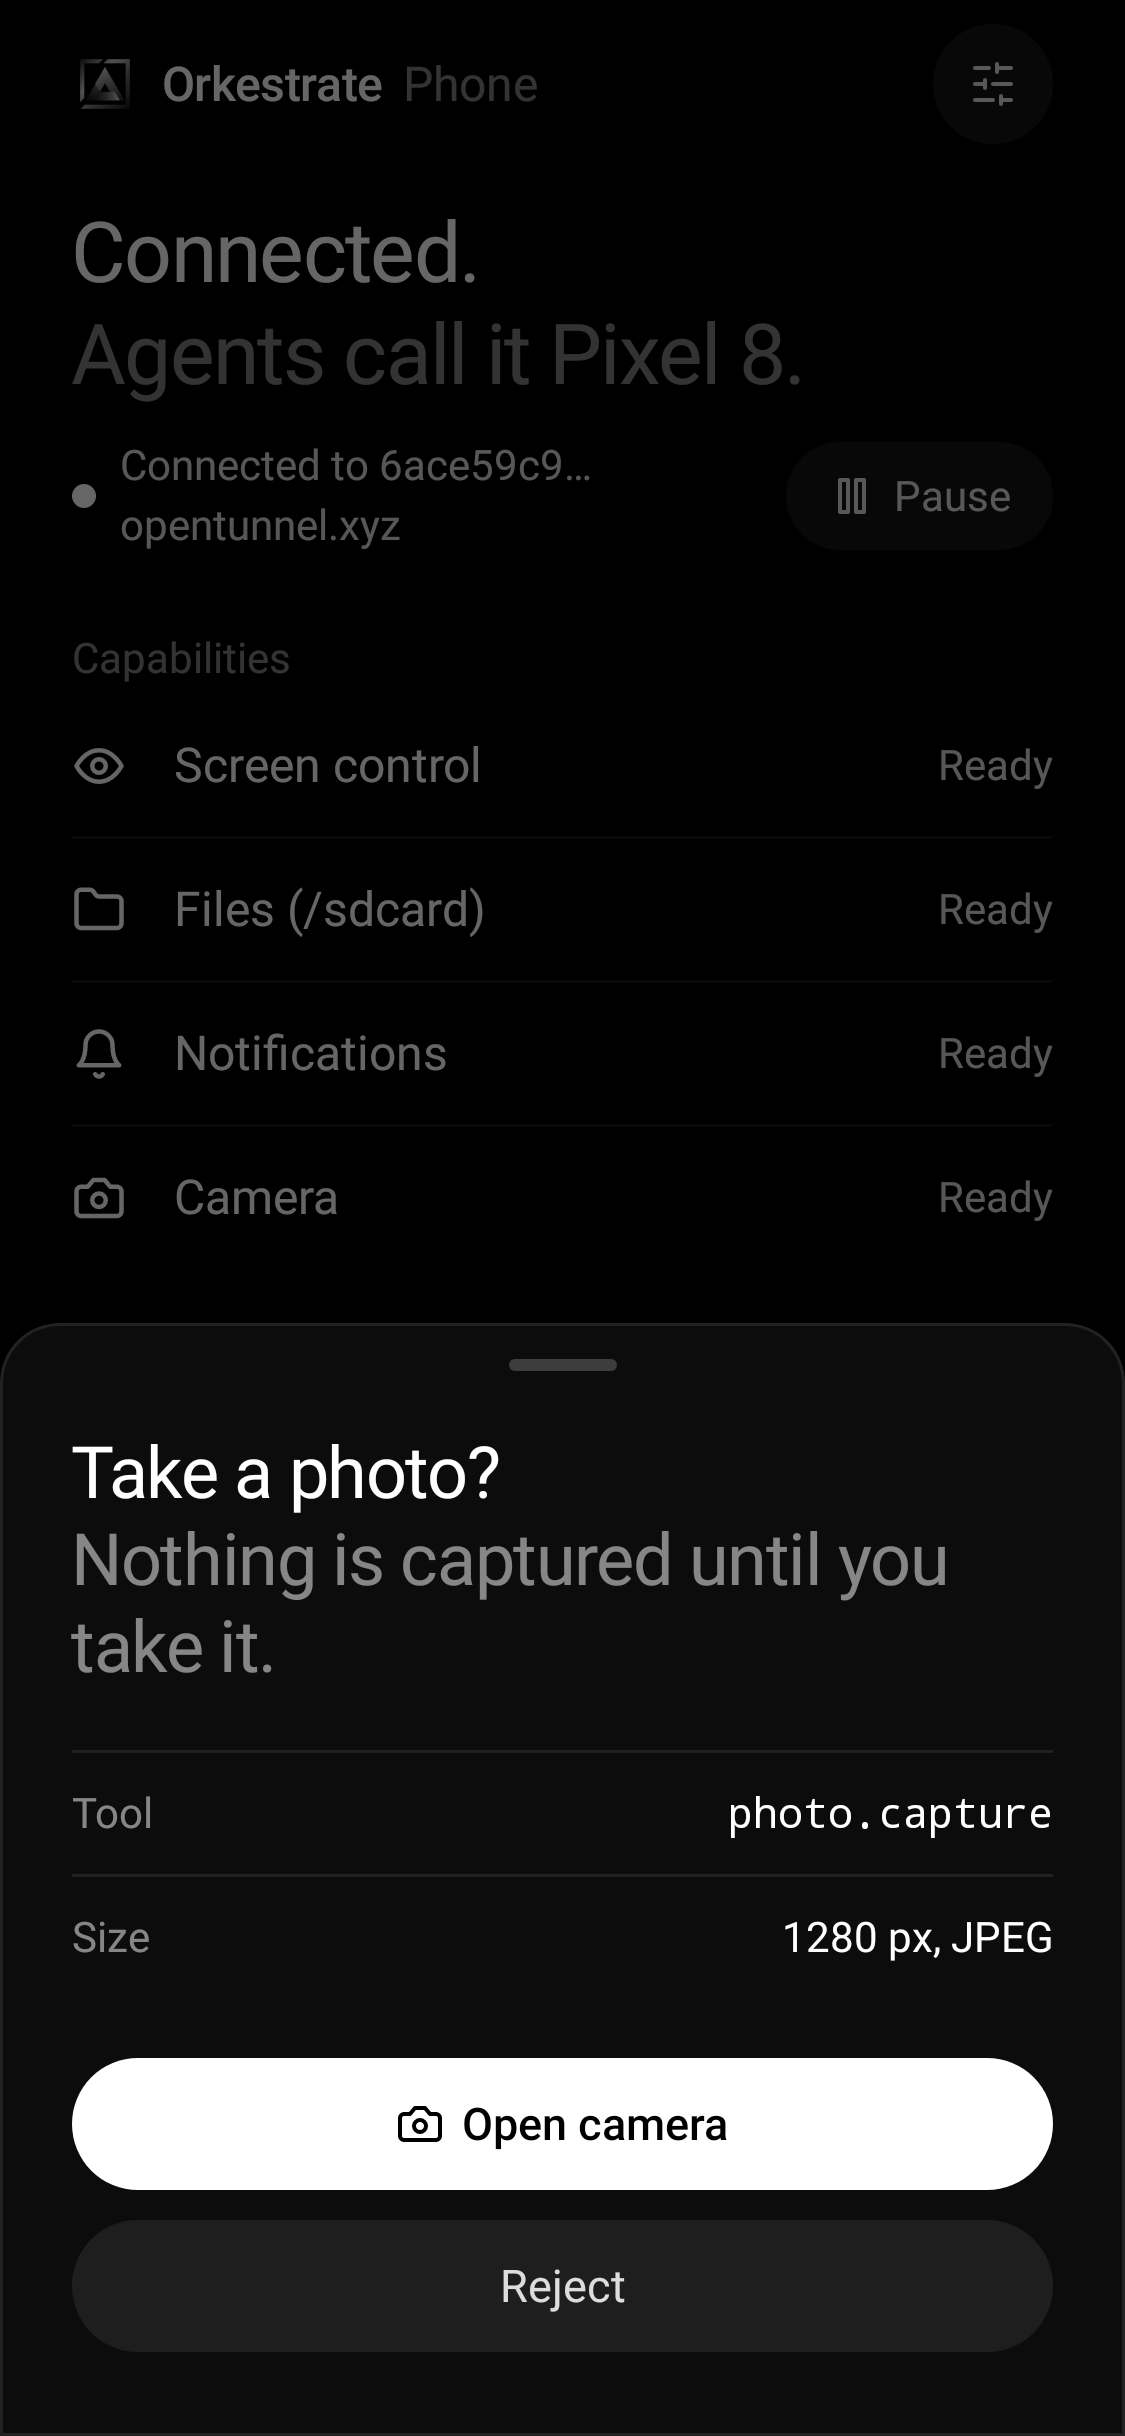 Orkestrate Phone
Connected.
Agents call it Pixel 8.
Connected to 6ace59c9…
opentunnel.xyz
Pause
Capabilities
Screen control Ready
Files (/sdcard) Ready
Notifications Ready
Camera Ready
Take a photo?
Nothing is captured until you
take it.
Tool photo.capture
Size 1280 px, JPEG
Open camera
Reject